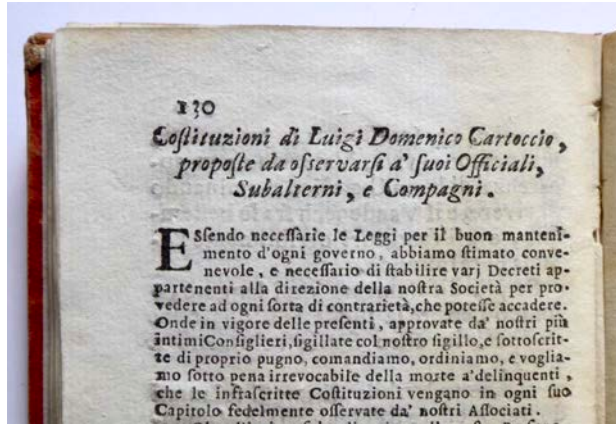 130
Coſtituzioni di Luigi Domenico Cartoccio,
propoſte da oſservarſi a' ſuoi Officiali,
Subalterni, e Compagni.
ESſendo neceſſarie le Leggi per il buon manteni-
mento d'ogni governo, abbiamo ſtimato conve-
nevole, e neceſſario di ſtabilire varj Decreti ap-
partenenti alla direzione della noſtra Società per pro-
vedere ad ogni ſorta di contrarietà,che poteſſe accadere.
Onde in vigore delle preſenti, approvate da' noſtri più
intimiConſiglieri,ſigillate col noſtro ſigillo,e ſottoſcrit-
te di proprio pugno, comandiamo, ordiniamo, e voglia-
mo ſotto pena irrevocabile della morte a'delinquenti,
che le infraſcritte Coſtituzioni vengano in ogni ſuo
Capitolo fedelmente oſſervate da' noſtri Aſſociati.